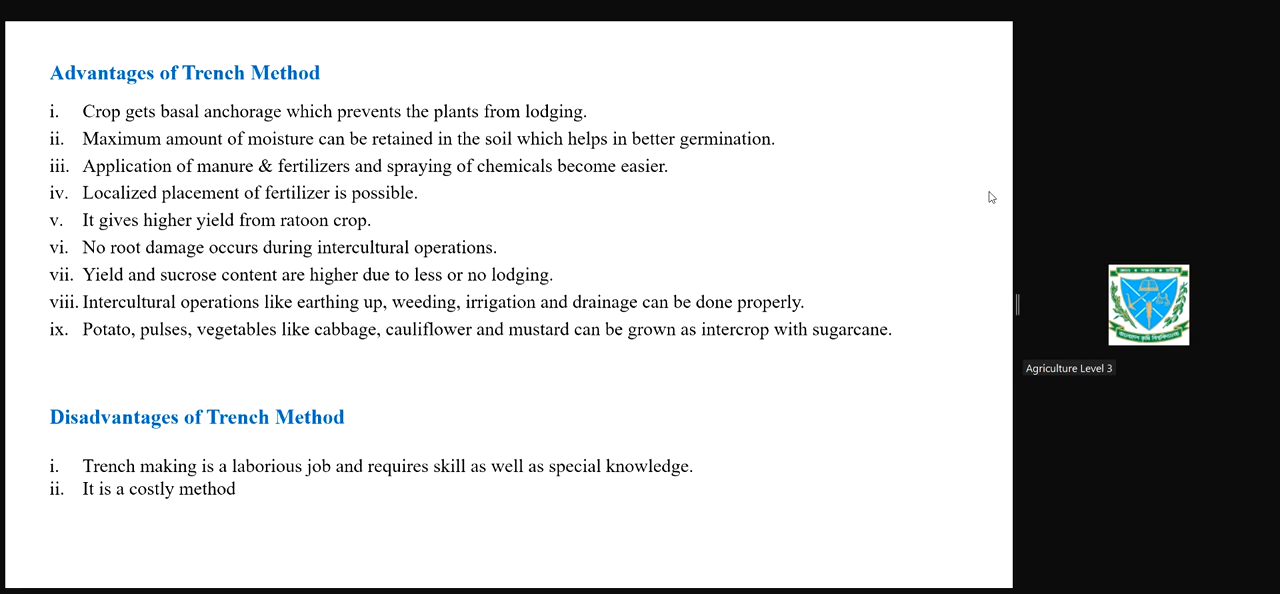 Advantages of Trench Method
i. Crop gets basal anchorage which prevents the plants from lodging.
ii. Maximum amount of moisture can be retained in the soil which helps in better germination.
iii. Application of manure & fertilizers and spraying of chemicals become easier.
iv. Localized placement of fertilizer is possible.
v. It gives higher yield from ratoon crop.
vi. No root damage occurs during intercultural operations.
vii. Yield and sucrose content are higher due to less or no lodging.
viii. Intercultural operations like earthing up, weeding, irrigation and drainage can be done properly.
ix. Potato, pulses, vegetables like cabbage, cauliflower and mustard can be grown as intercrop with sugarcane.
Disadvantages of Trench Method
i. Trench making is a laborious job and requires skill as well as special knowledge.
ii. It is a costly method
Agriculture Level 3